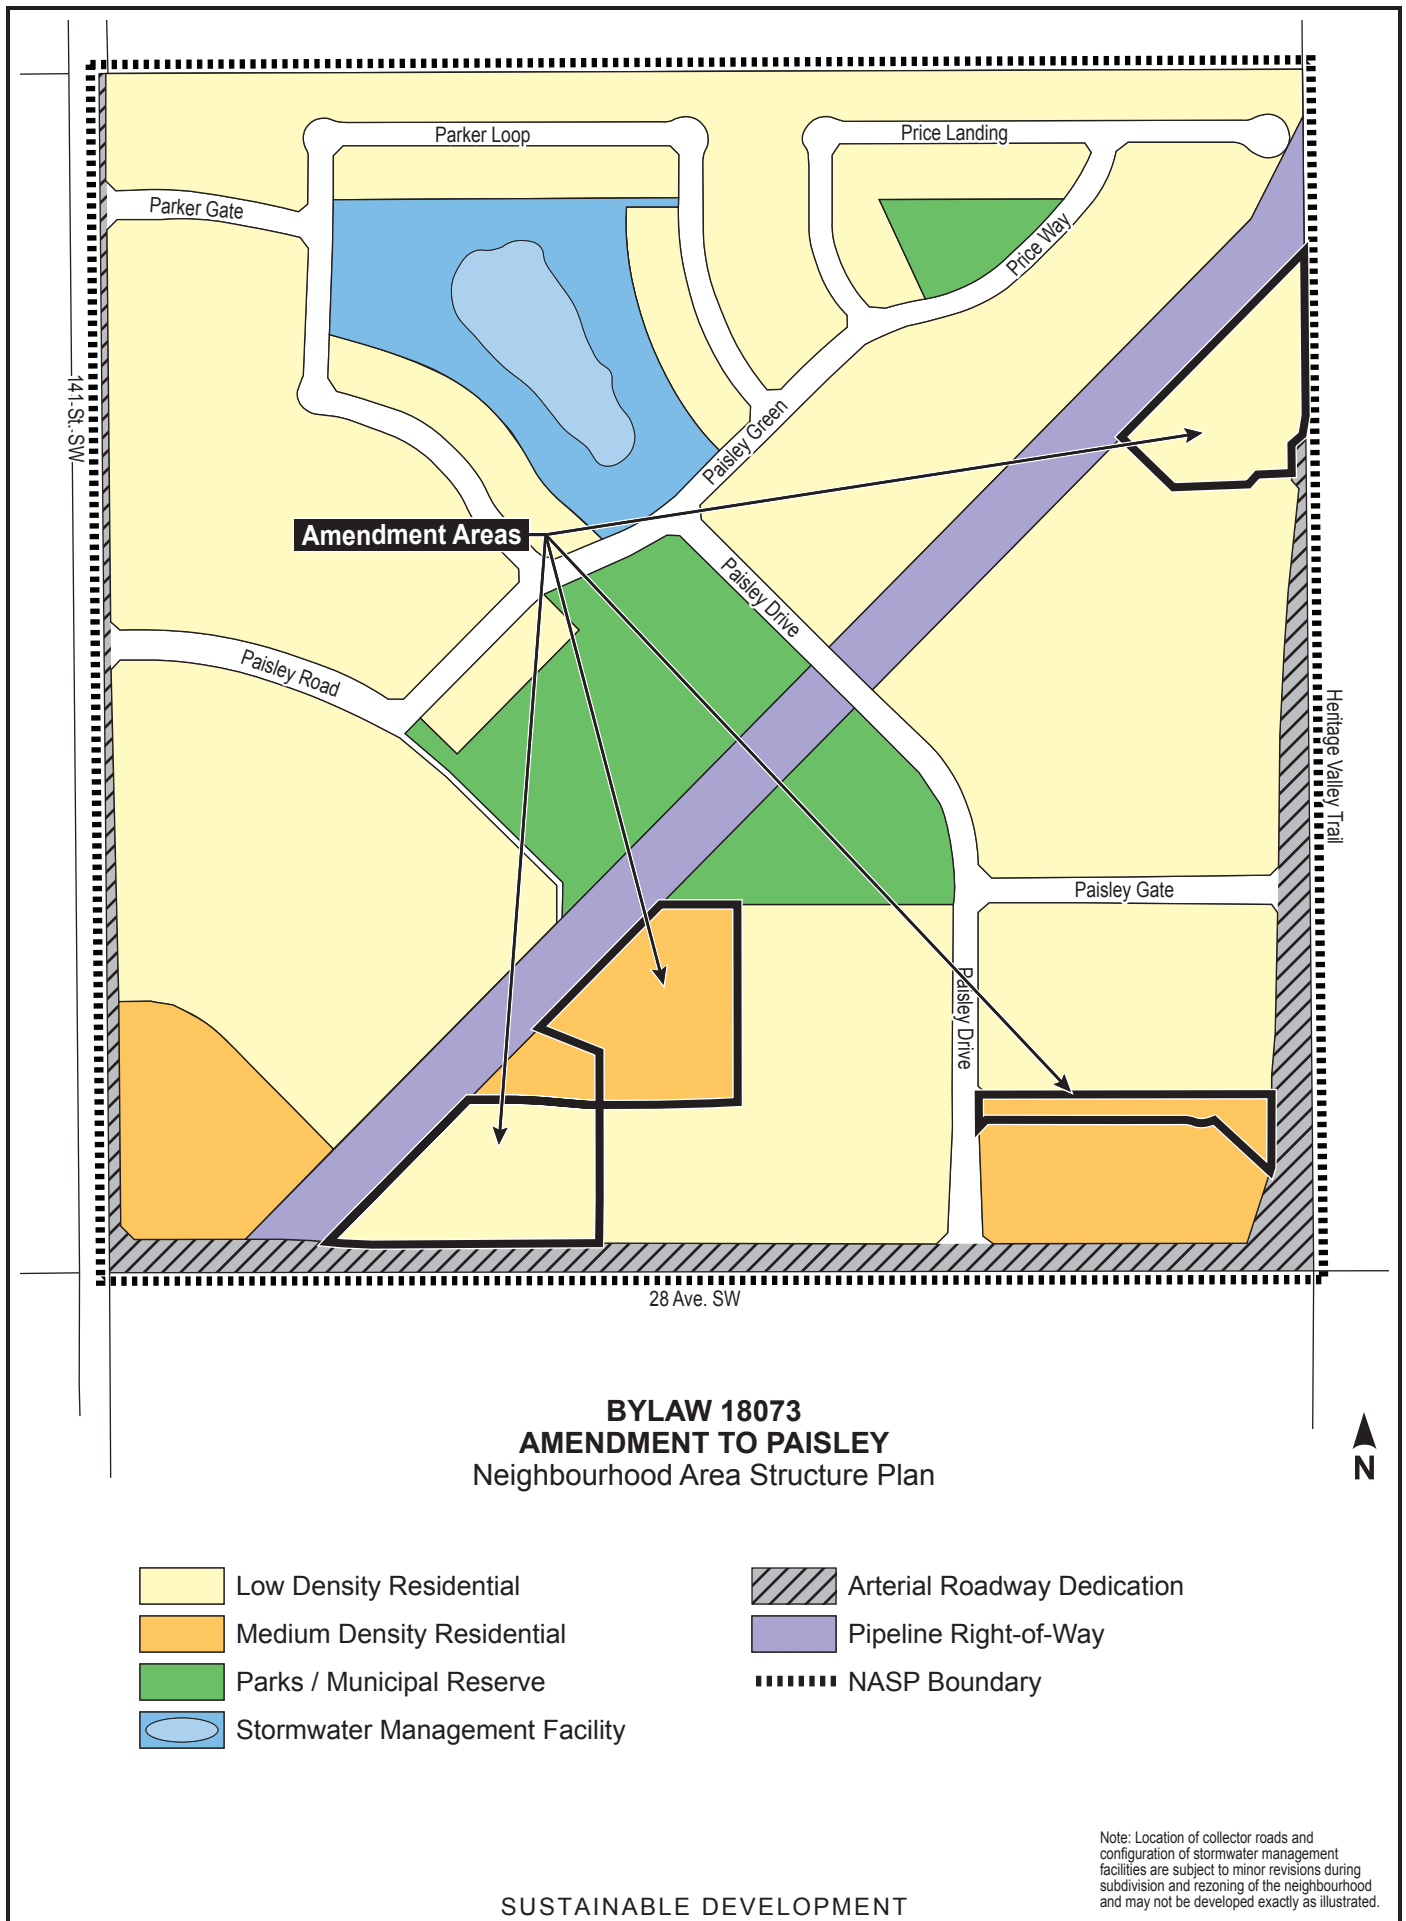 Parker Loop
Price Landing
Parker Gate
Price Way
141 St. SW
Paisley Green
Amendment Areas
Paisley Drive
Paisley Road
Heritage Valley Trail
Paisley Gate
Paisley Drive
28 Ave. SW
BYLAW 18073
AMENDMENT TO PAISLEY
Neighbourhood Area Structure Plan
N
Low Density Residential
Medium Density Residential
Parks / Municipal Reserve
Stormwater Management Facility
Arterial Roadway Dedication
Pipeline Right-of-Way
NASP Boundary
Note: Location of collector roads and
configuration of stormwater management
facilities are subject to minor revisions during
subdivision and rezoning of the neighbourhood
and may not be developed exactly as illustrated.
SUSTAINABLE DEVELOPMENT